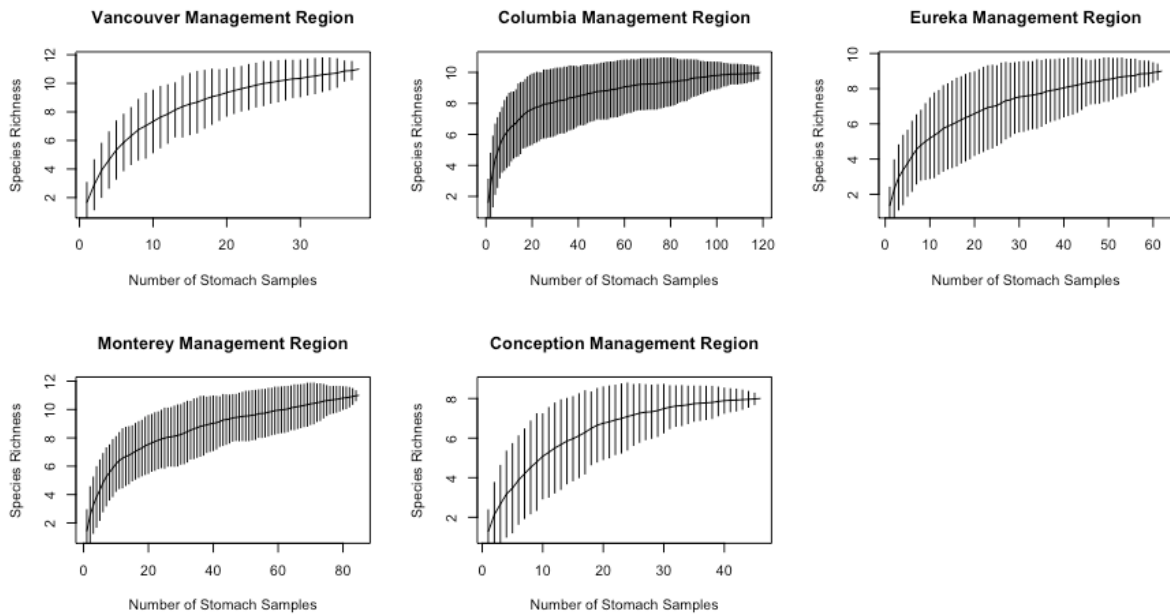 Vancouver Management Region
Species Richness
2 4 6 8 10 12
0 10 20 30
Number of Stomach Samples
Columbia Management Region
Species Richness
2 4 6 8 10
0 20 40 60 80 100 120
Number of Stomach Samples
Eureka Management Region
Species Richness
2 4 6 8 10
0 10 20 30 40 50 60
Number of Stomach Samples
Monterey Management Region
Species Richness
2 4 6 8 10 12
0 20 40 60 80
Number of Stomach Samples
Conception Management Region
Species Richness
2 4 6 8
0 10 20 30 40
Number of Stomach Samples